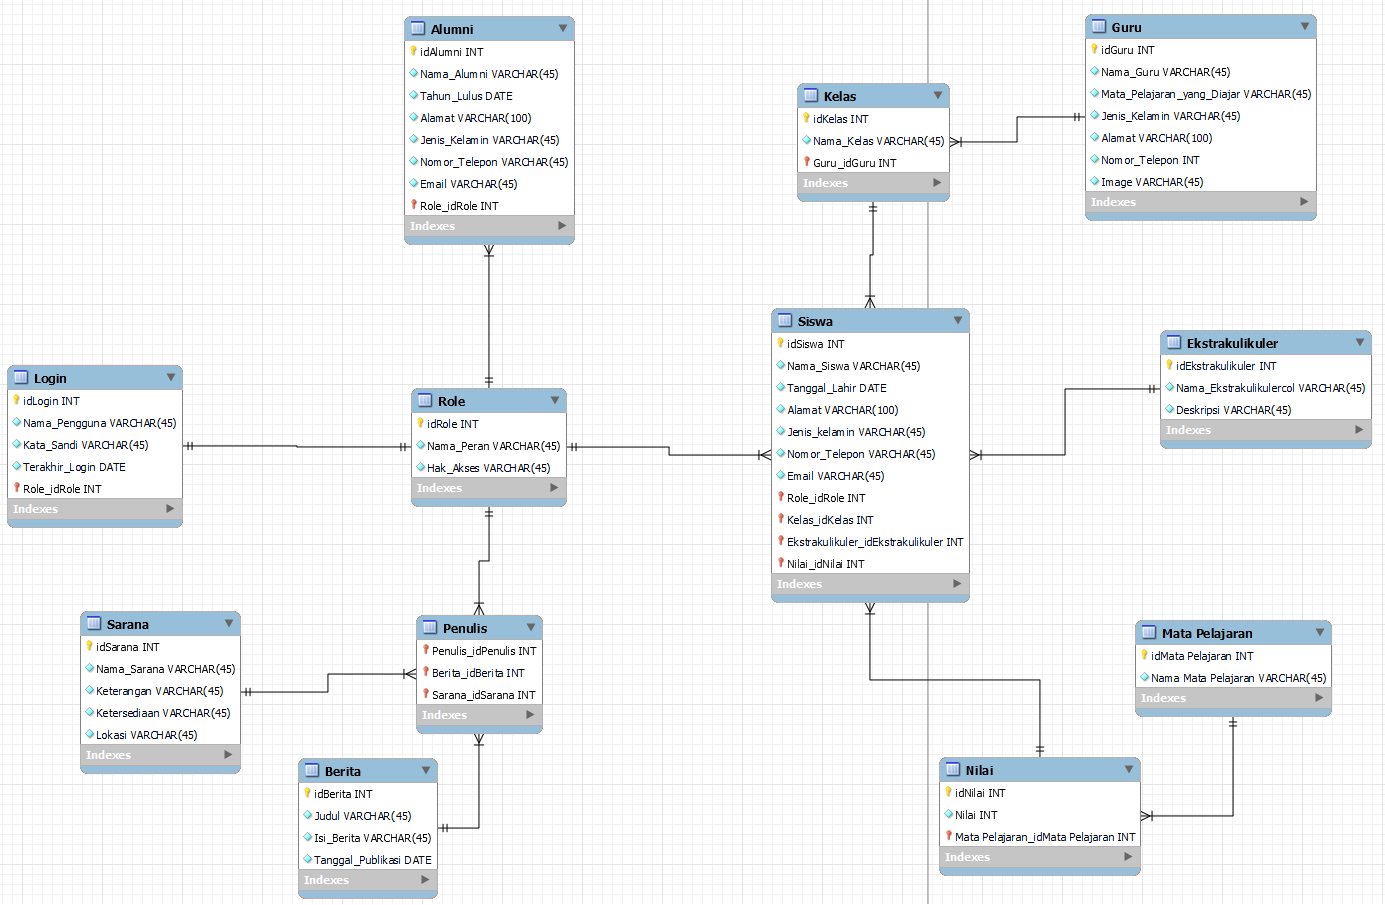 Alumni
idAlumni INT
Nama_Alumni VARCHAR(45)
Tahun_Lulus DATE
Alamat VARCHAR(100)
Jenis_Kelamin VARCHAR(45)
Nomor_Telepon VARCHAR(45)
Email VARCHAR(45)
Role_idRole INT
Indexes
Guru
idGuru INT
Nama_Guru VARCHAR(45)
Mata_Pelajaran_yang_Diajar VARCHAR(45)
Jenis_Kelamin VARCHAR(45)
Alamat VARCHAR(100)
Nomor_Telepon INT
Image VARCHAR(45)
Indexes
Kelas
idKelas INT
Nama_Kelas VARCHAR(45)
Guru_idGuru INT
Indexes
Siswa
idSiswa INT
Nama_Siswa VARCHAR(45)
Tanggal_Lahir DATE
Alamat VARCHAR(100)
Jenis_kelamin VARCHAR(45)
Nomor_Telepon VARCHAR(45)
Email VARCHAR(45)
Role_idRole INT
Kelas_idKelas INT
Ekstrakulikuler_idEkstrakulikuler INT
Nilai_idNilai INT
Indexes
Ekstrakulikuler
idEkstrakulikuler INT
Nama_Ekstrakulikulercol VARCHAR(45)
Deskripsi VARCHAR(45)
Indexes
Login
idLogin INT
Nama_Pengguna VARCHAR(45)
Kata_Sandi VARCHAR(45)
Terakhir_Login DATE
Role_idRole INT
Indexes
Role
idRole INT
Nama_Peran VARCHAR(45)
Hak_Akses VARCHAR(45)
Indexes
Sarana
idSarana INT
Nama_Sarana VARCHAR(45)
Keterangan VARCHAR(45)
Ketersediaan VARCHAR(45)
Lokasi VARCHAR(45)
Indexes
Penulis
Penulis_idPenulis INT
Berita_idBerita INT
Sarana_idSarana INT
Indexes
Mata Pelajaran
idMata Pelajaran INT
Nama Mata Pelajaran VARCHAR(45)
Indexes
Berita
idBerita INT
Judul VARCHAR(45)
Isi_Berita VARCHAR(45)
Tanggal_Publikasi DATE
Indexes
Nilai
idNilai INT
Nilai INT
Mata Pelajaran_idMata Pelajaran INT
Indexes